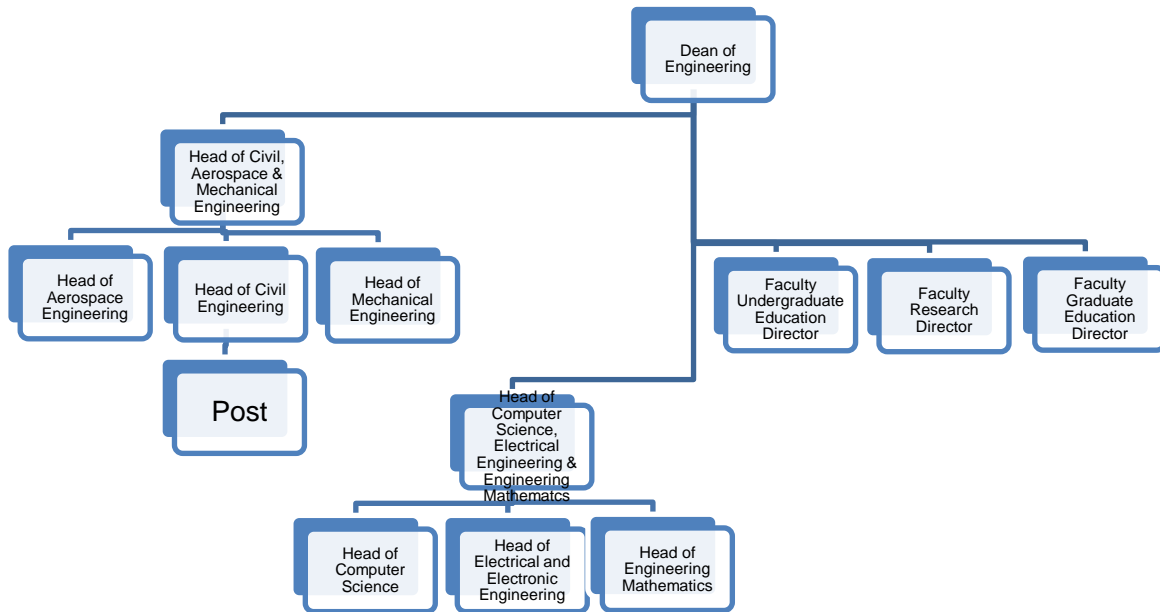 Dean of
Engineering
Head of Civil,
Aerospace &
Mechanical
Engineering
Head of
Aerospace
Engineering
Head of Civil
Engineering
Head of
Mechanical
Engineering
Faculty
Undergraduate
Education
Director
Faculty
Research
Director
Faculty
Graduate
Education
Director
Post
Head of
Computer
Science,
Electrical
Engineering &
Engineering
Mathematcs
Head of
Computer
Science
Head of
Electrical and
Electronic
Engineering
Head of
Engineering
Mathematics